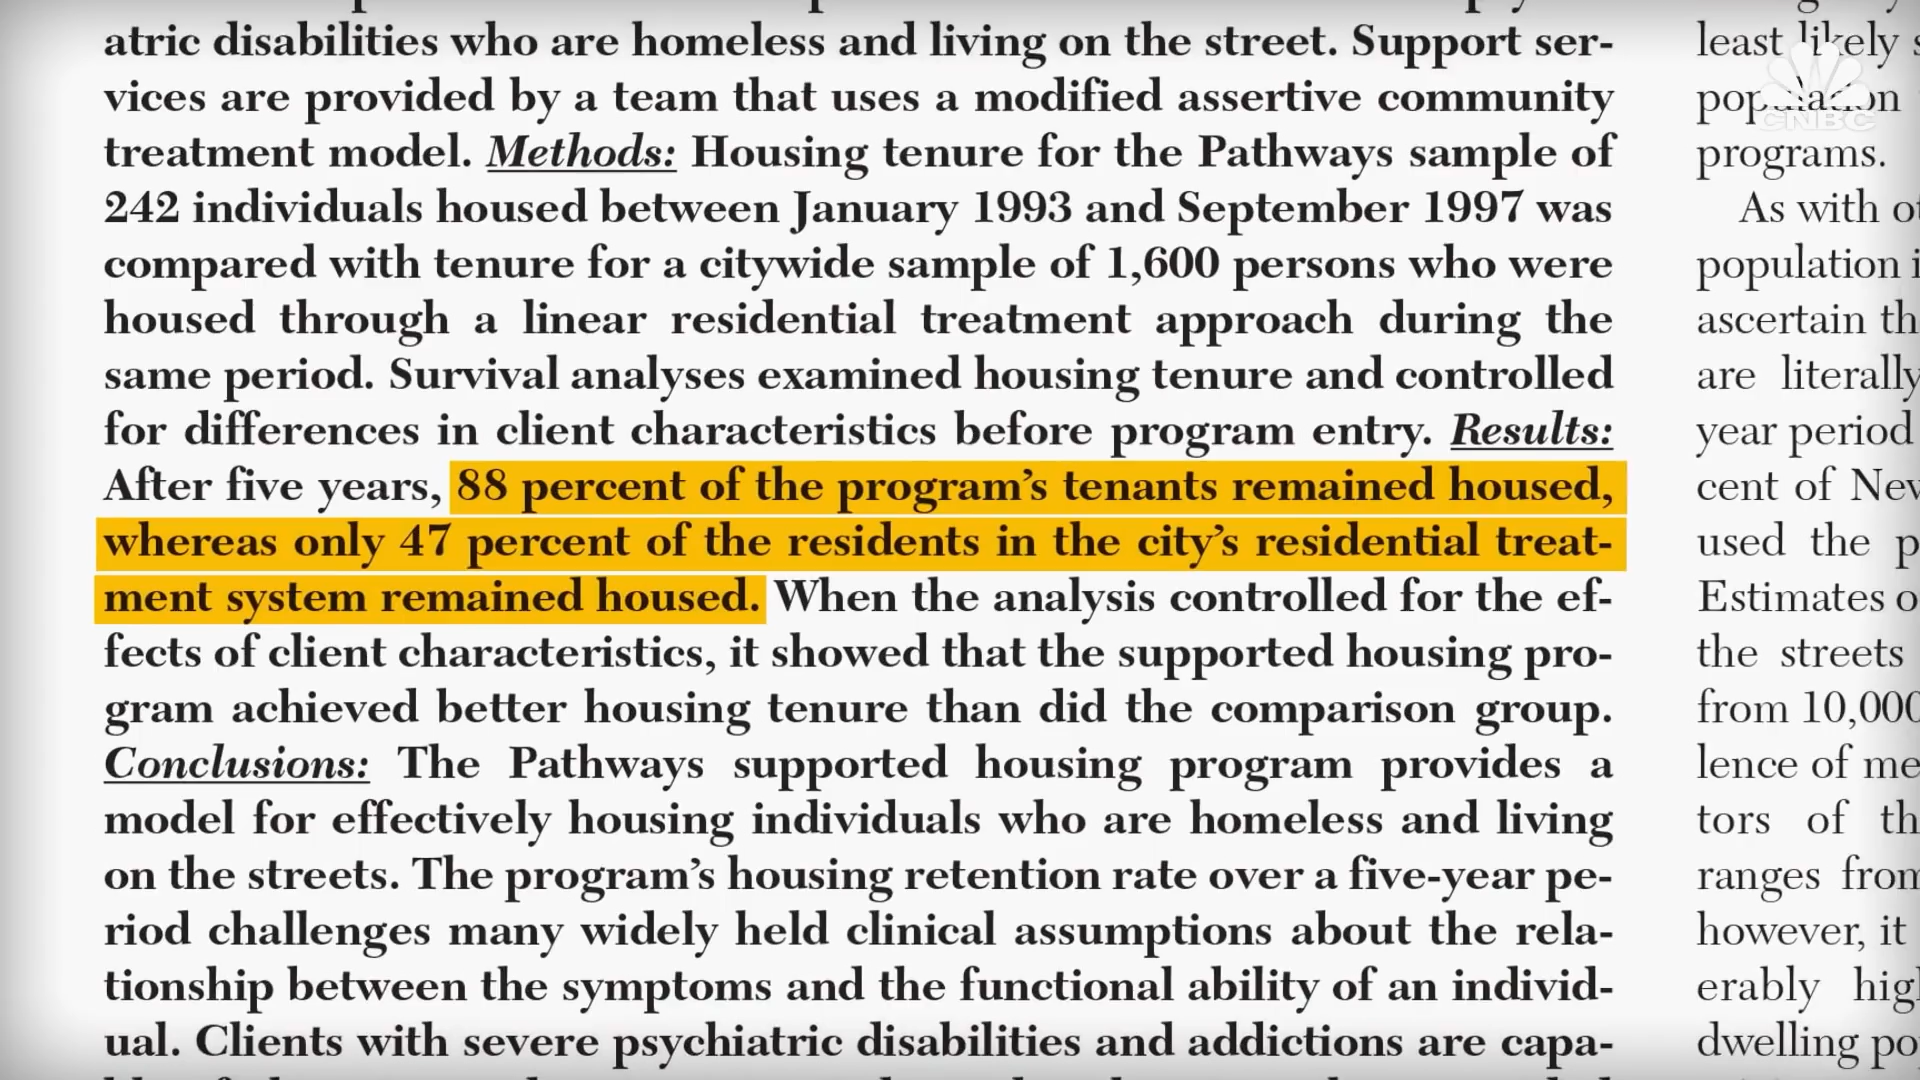 atric disabilities who are homeless and living on the street. Support ser-
vices are provided by a team that uses a modified assertive community
treatment model. Methods: Housing tenure for the Pathways sample of
242 individuals housed between January 1993 and September 1997 was
compared with tenure for a citywide sample of 1,600 persons who were
housed through a linear residential treatment approach during the
same period. Survival analyses examined housing tenure and controlled
for differences in client characteristics before program entry. Results:
After five years, 88 percent of the program’s tenants remained housed,
whereas only 47 percent of the residents in the city’s residential treat-
ment system remained housed. When the analysis controlled for the ef-
fects of client characteristics, it showed that the supported housing pro-
gram achieved better housing tenure than did the comparison group.
Conclusions: The Pathways supported housing program provides a
model for effectively housing individuals who are homeless and living
on the streets. The program’s housing retention rate over a five-year pe-
riod challenges many widely held clinical assumptions about the rela-
tionship between the symptoms and the functional ability of an individ-
ual. Clients with severe psychiatric disabilities and addictions are capa-
least likely
population
programs.
As with
population
ascertain
are literally
year period
cent of
used the
Estimates
the streets
from 10,000
lence of
tors of
ranges from
however, it
erably
dwelling
CNBC